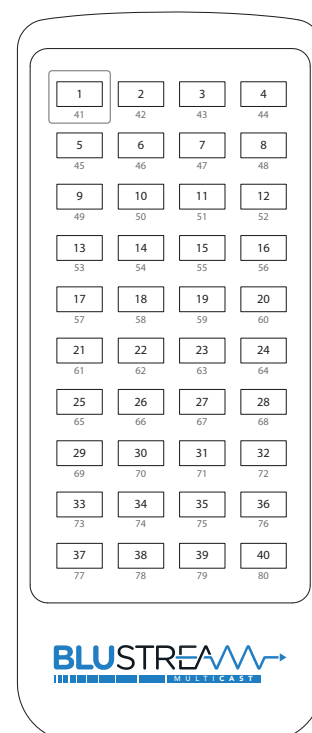 1 2 3 4
41 42 43 44
5 6 7 8
45 46 47 48
9 10 11 12
49 50 51 52
13 14 15 16
53 54 55 56
17 18 19 20
57 58 59 60
21 22 23 24
61 62 63 64
25 26 27 28
65 66 67 68
29 30 31 32
69 70 71 72
33 34 35 36
73 74 75 76
37 38 39 40
77 78 79 80
BLUSTREAM
MULTICAST